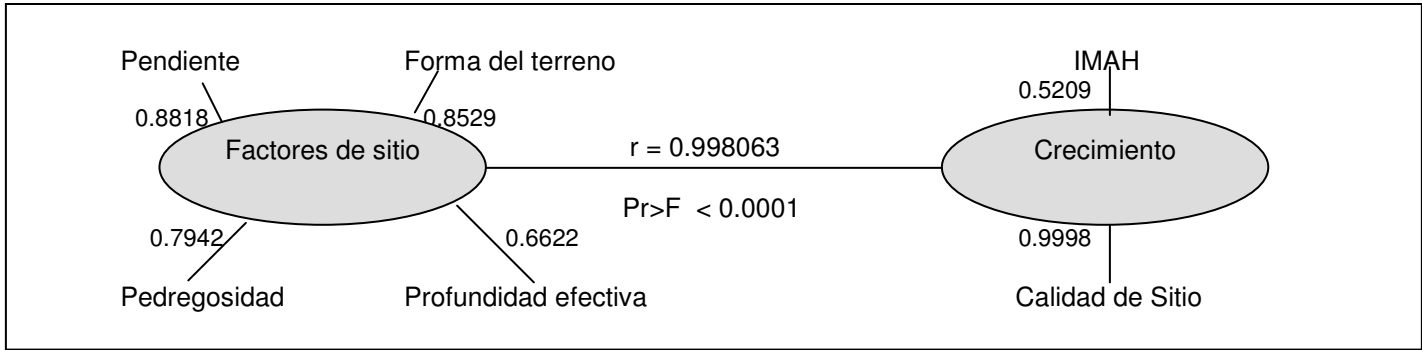 Pendiente
Forma del terreno
IMAH
0.8818
0.8529
0.5209
Factores de sitio
r = 0.998063
Crecimiento
Pr>F < 0.0001
0.7942
0.6622
0.9998
Pedregosidad
Profundidad efectiva
Calidad de Sitio